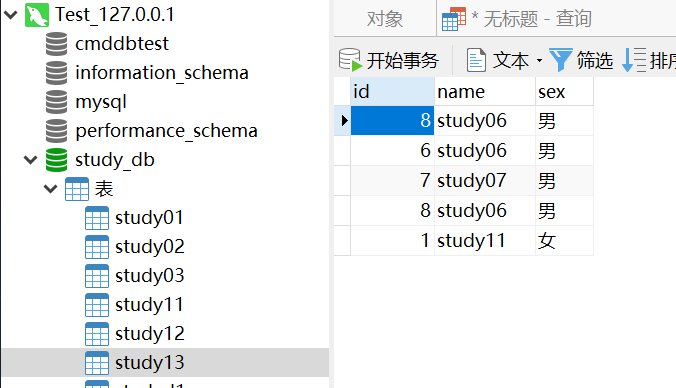 Test_127.0.0.1
cmddbtest
information_schema
mysql
performance_schema
study_db
表
study01
study02
study03
study11
study12
study13
对象
* 无标题 - 查询
开始事务 文本 筛选 排序
id name sex
8 study06 男
6 study06 男
7 study07 男
8 study06 男
1 study11 女